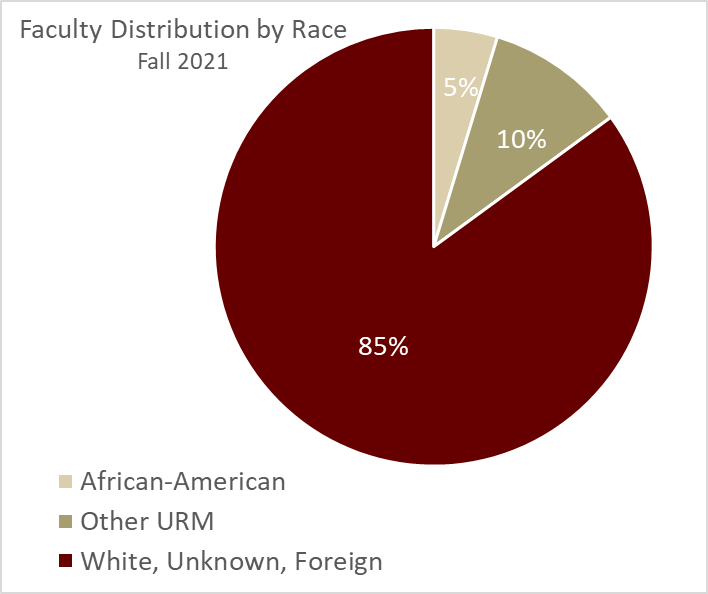 Faculty Distribution by Race
Fall 2021
5%
10%
85%
African-American
Other URM
White, Unknown, Foreign